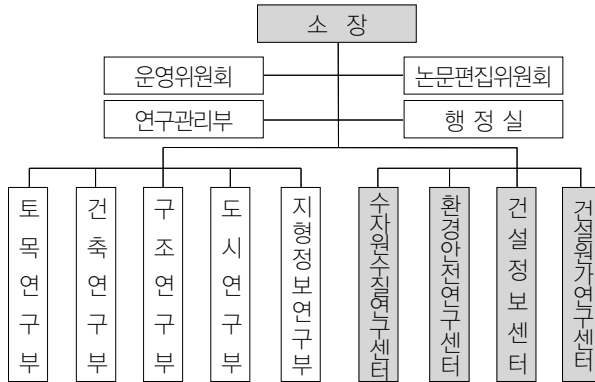 소 장
운영위원회
논문편집위원회
연구관리부
행 정 실
토목연구부
건축연구부
구조연구부
도시연구부
지형정보연구부
수자원수질연구센터
환경안전연구센터
건설정보센터
건설원가연구센터